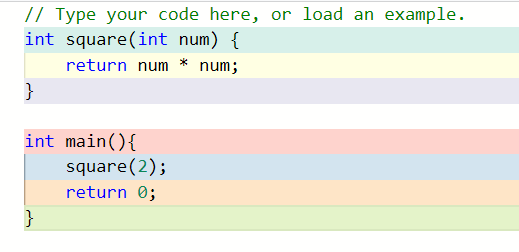 // Type your code here, or load an example.
int square(int num) {
    return num * num;
}
int main(){
    square(2);
    return 0;
}